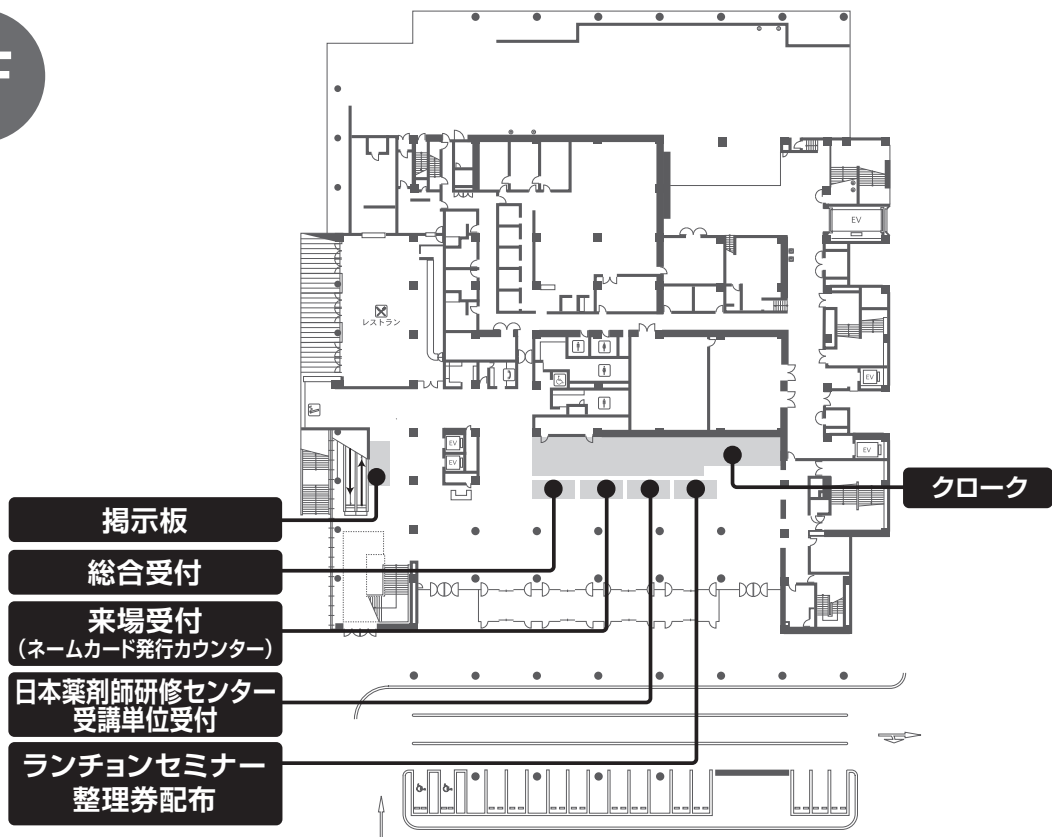 F
EV
レストラン
EV
EV
EV
EV
クローク
掲示板
総合受付
来場受付
（ネームカード発行カウンター）
日本薬剤師研修センター
受講単位受付
ランチョンセミナー
整理券配布